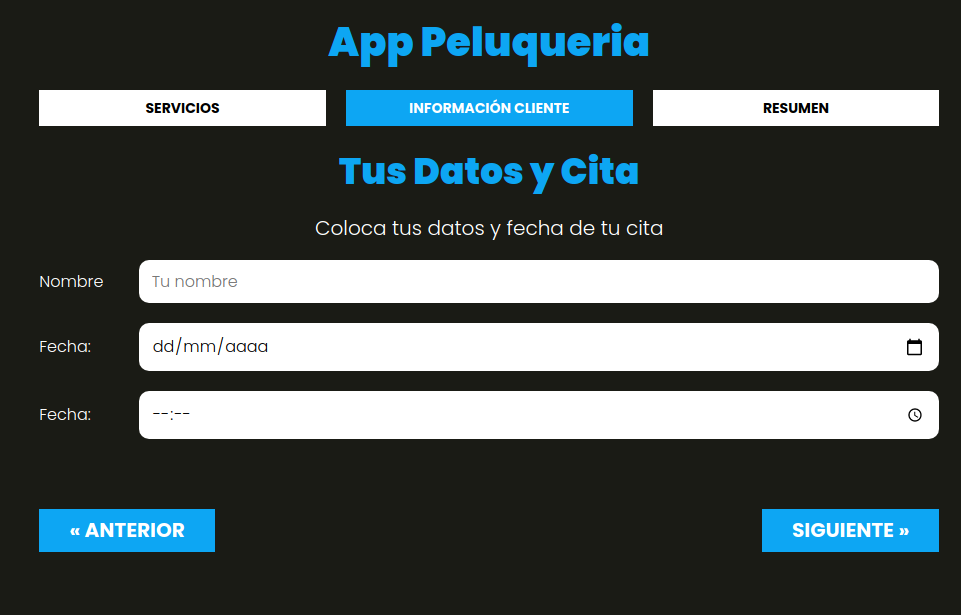 App Peluqueria
SERVICIOS INFORMACIÓN CLIENTE RESUMEN
Tus Datos y Cita
Coloca tus datos y fecha de tu cita
Nombre Tu nombre
Fecha: dd/mm/aaaa
Fecha: --:--
« ANTERIOR SIGUIENTE »